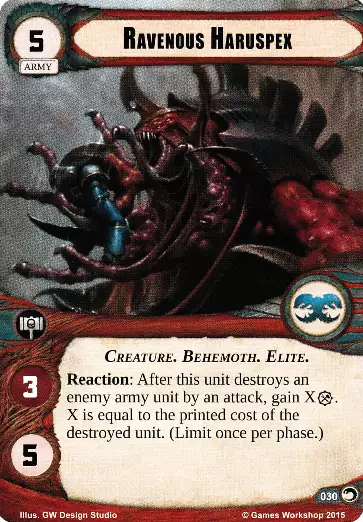 5
RAVENOUS HARUSPEX
ARMY
CREATURE. BEHEMOTH. ELITE.
3
Reaction: After this unit destroys an
enemy army unit by an attack, gain X.
X is equal to the printed cost of the
destroyed unit. (Limit once per phase.)
5
030
Illus. GW Design Studio
© Games Workshop 2015